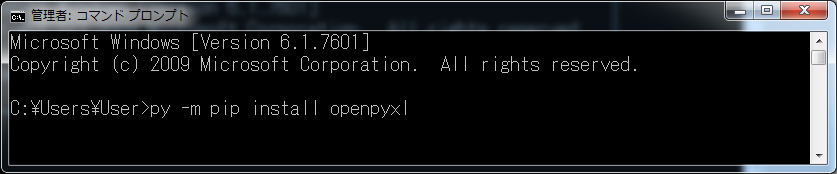 管理者: コマンド プロンプト
Microsoft Windows [Version 6.1.7601]
Copyright (c) 2009 Microsoft Corporation.  All rights reserved.
C:¥Users¥User>py -m pip install openpyxl